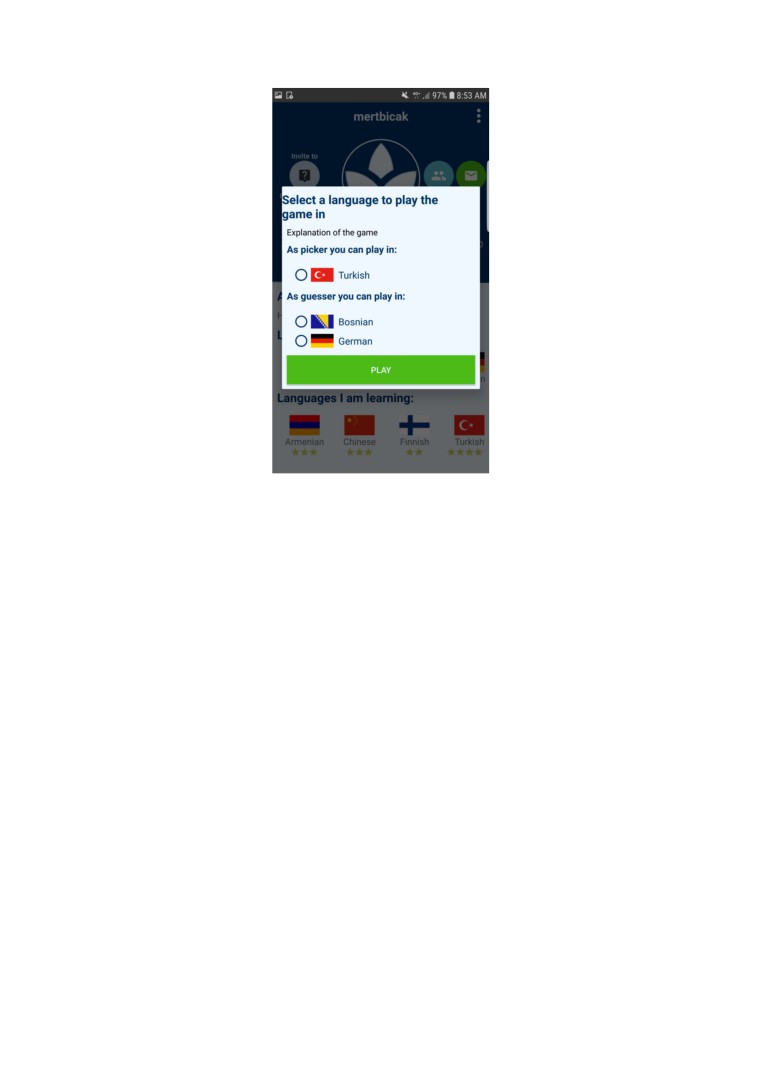 97% 8:53 AM
mertbicak
Invite to
Select a language to play the
game in
Explanation of the game
As picker you can play in:
Turkish
As guesser you can play in:
Bosnian
German
PLAY
Languages I am learning:
Armenian Chinese Finnish Turkish